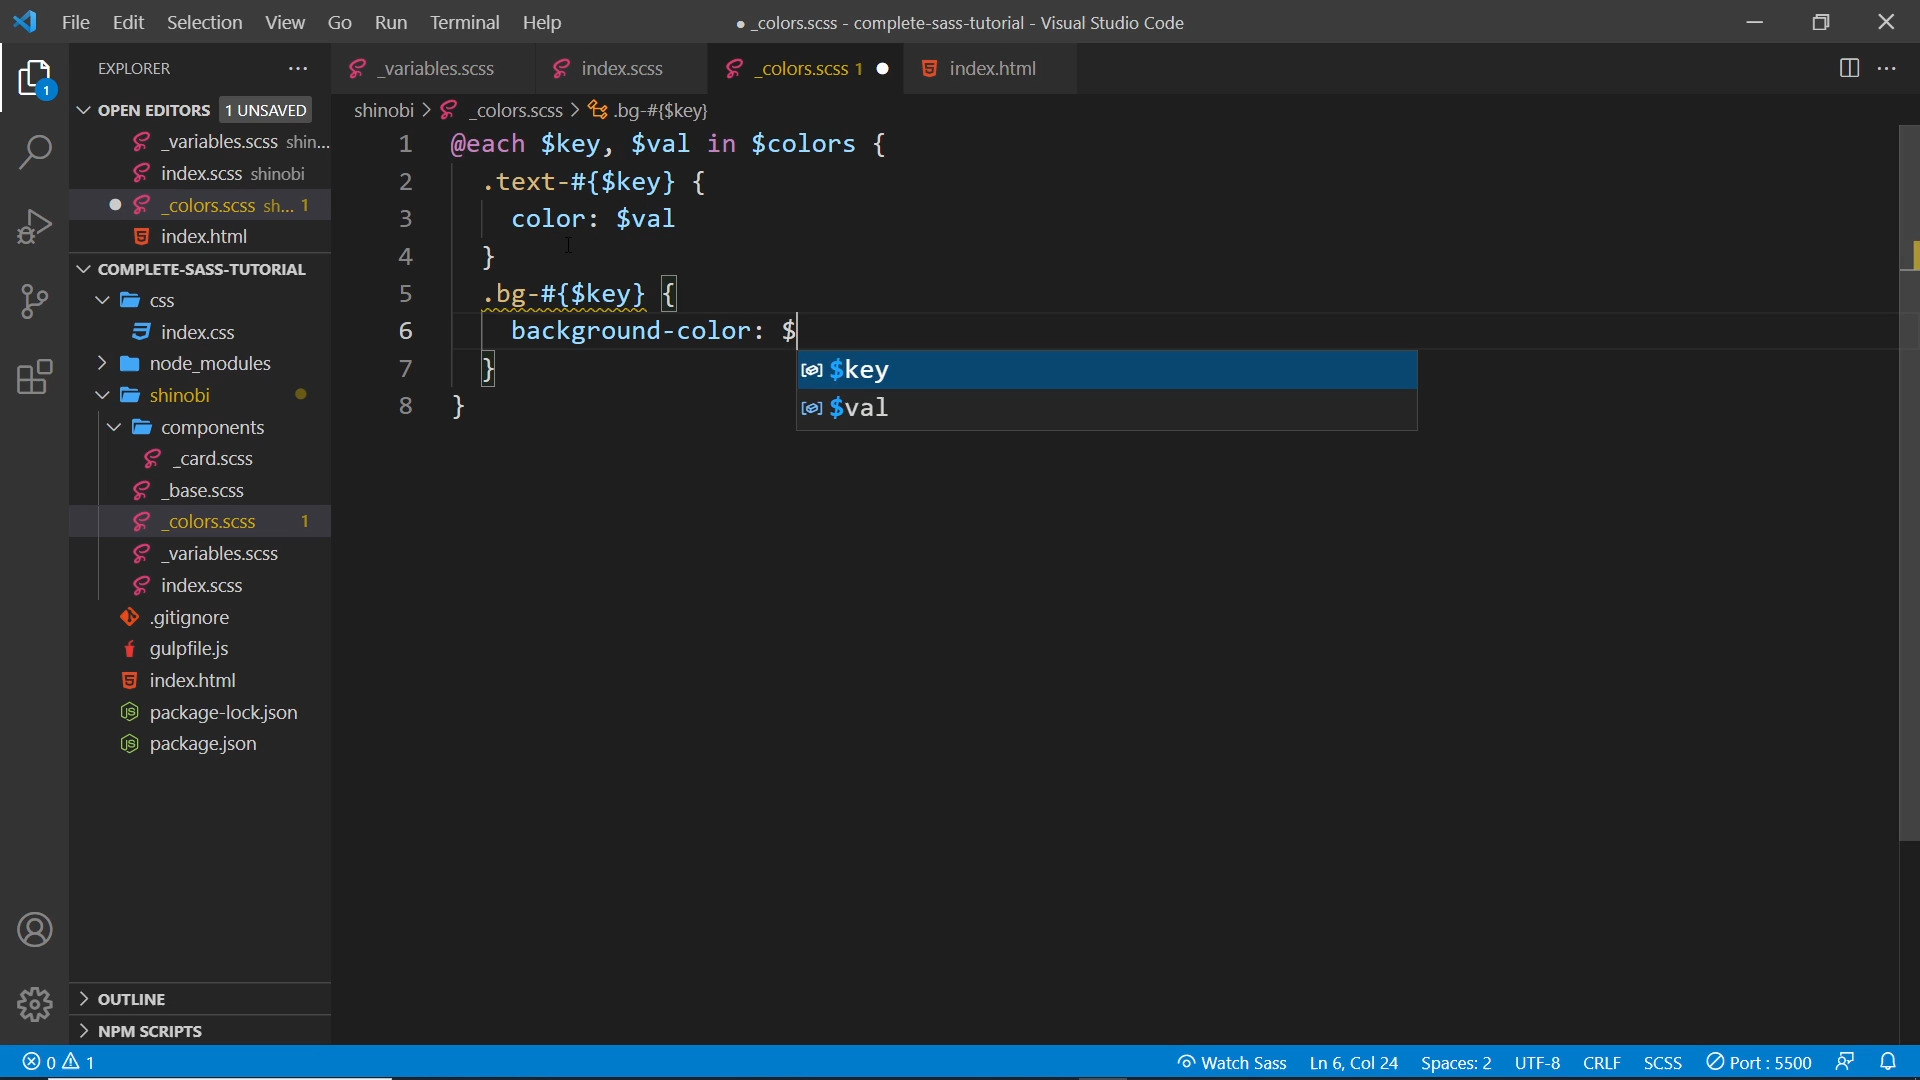 File Edit Selection View Go Run Terminal Help
● _colors.scss - complete-sass-tutorial - Visual Studio Code
EXPLORER ···
_variables.scss
index.scss
_colors.scss 1 ●
index.html
OPEN EDITORS 1 UNSAVED
_variables.scss shin...
index.scss shinobi
● _colors.scss sh... 1
index.html
COMPLETE-SASS-TUTORIAL
css
index.css
node_modules
shinobi
components
_card.scss
_base.scss
_colors.scss 1
_variables.scss
index.scss
.gitignore
gulpfile.js
index.html
package-lock.json
package.json
OUTLINE
NPM SCRIPTS
shinobi > _colors.scss > .bg-#{$key}
1 @each $key, $val in $colors {
2 .text-#{$key} {
3 color: $val
4 }
5 .bg-#{$key} {
6 background-color: $
7 }
8 }
$key
$val
1
0 1
Watch Sass Ln 6, Col 24 Spaces: 2 UTF-8 CRLF SCSS Port : 5500